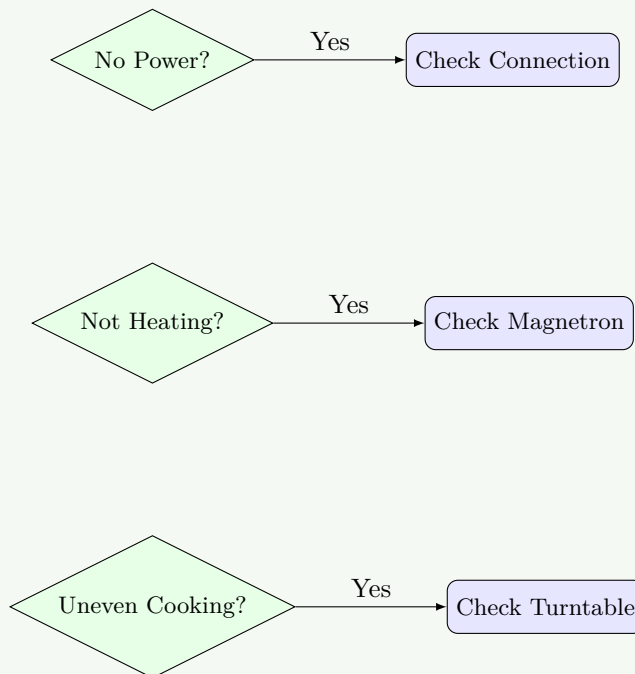 No Power?
Yes
Check Connection
Not Heating?
Yes
Check Magnetron
Uneven Cooking?
Yes
Check Turntable